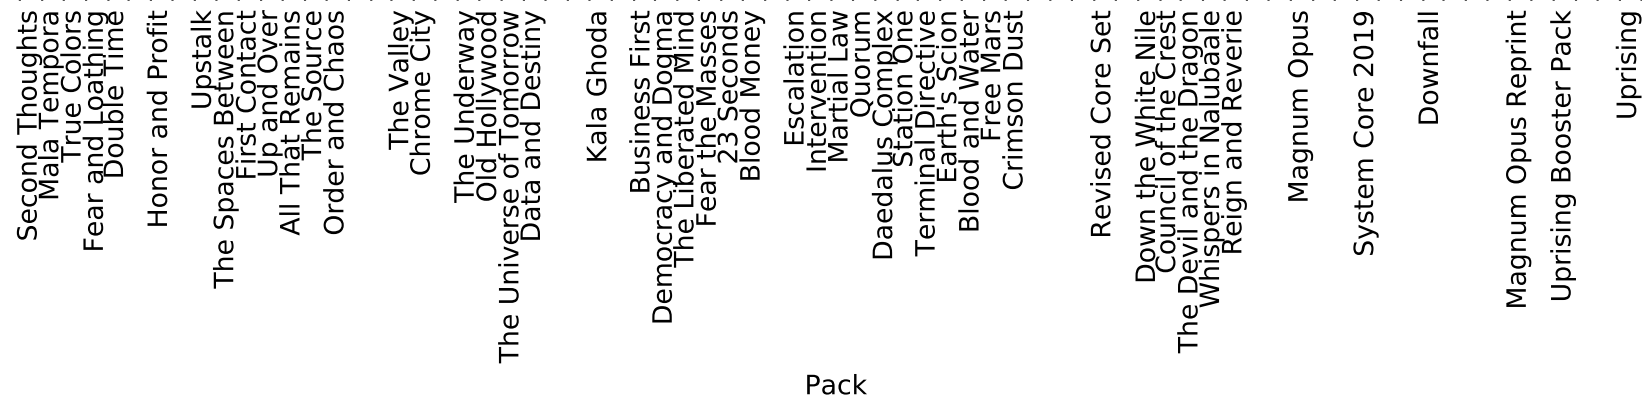 Second Thoughts
Mala Tempora
True Colors
Fear and Loathing
Double Time
Honor and Profit
Upstalk
The Spaces Between
First Contact
Up and Over
All That Remains
The Source
Order and Chaos
The Valley
Chrome City
The Underway
Old Hollywood
The Universe of Tomorrow
Data and Destiny
Kala Ghoda
Business First
Democracy and Dogma
The Liberated Mind
Fear the Masses
23 Seconds
Blood Money
Escalation
Intervention
Martial Law
Quorum
Daedalus Complex
Station One
Terminal Directive
Earth's Scion
Blood and Water
Free Mars
Crimson Dust
Revised Core Set
Down the White Nile
Council of the Crest
The Devil and the Dragon
Whispers in Nalubaale
Reign and Reverie
Magnum Opus
System Core 2019
Downfall
Magnum Opus Reprint
Uprising Booster Pack
Uprising
Pack